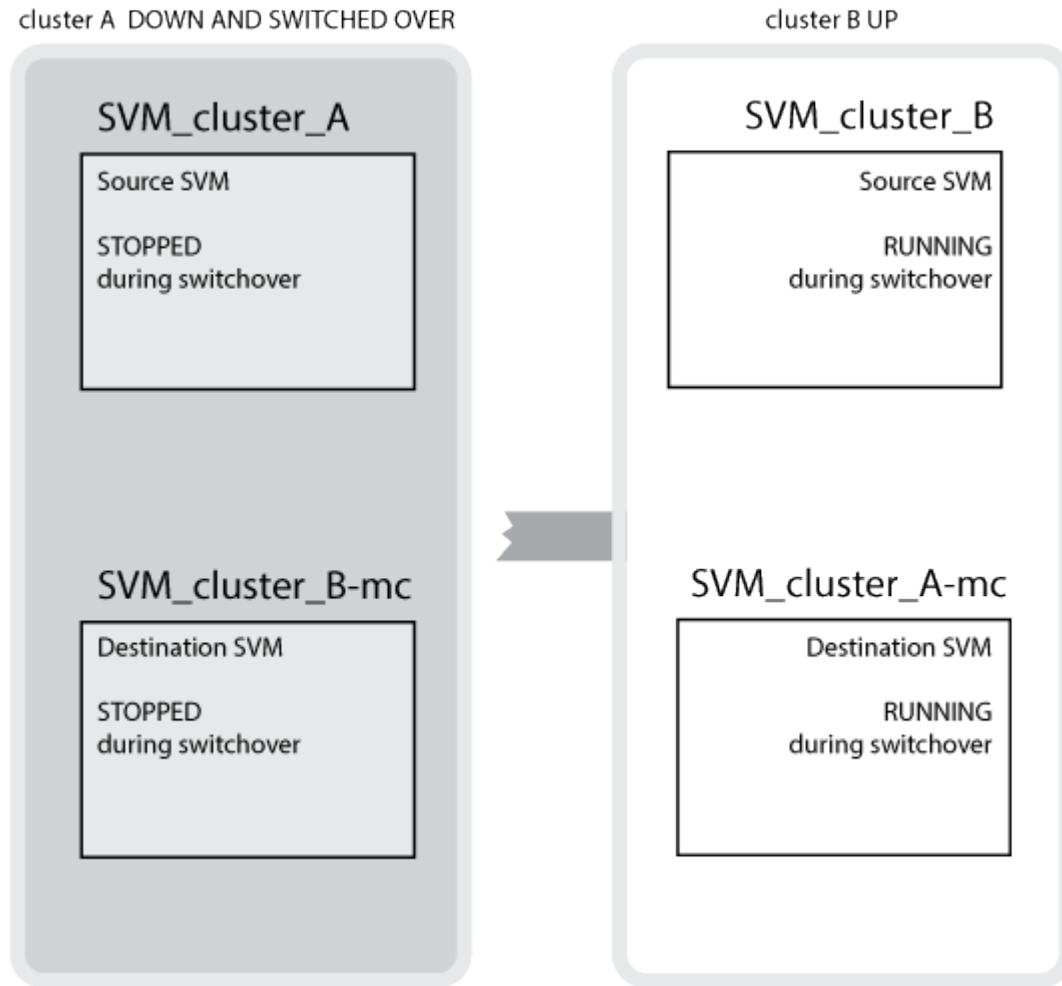 cluster A DOWN AND SWITCHED OVER
SVM_cluster_A
Source SVM
STOPPED
during switchover
SVM_cluster_B-mc
Destination SVM
STOPPED
during switchover
cluster B UP
SVM_cluster_B
Source SVM
RUNNING
during switchover
SVM_cluster_A-mc
Destination SVM
RUNNING
during switchover